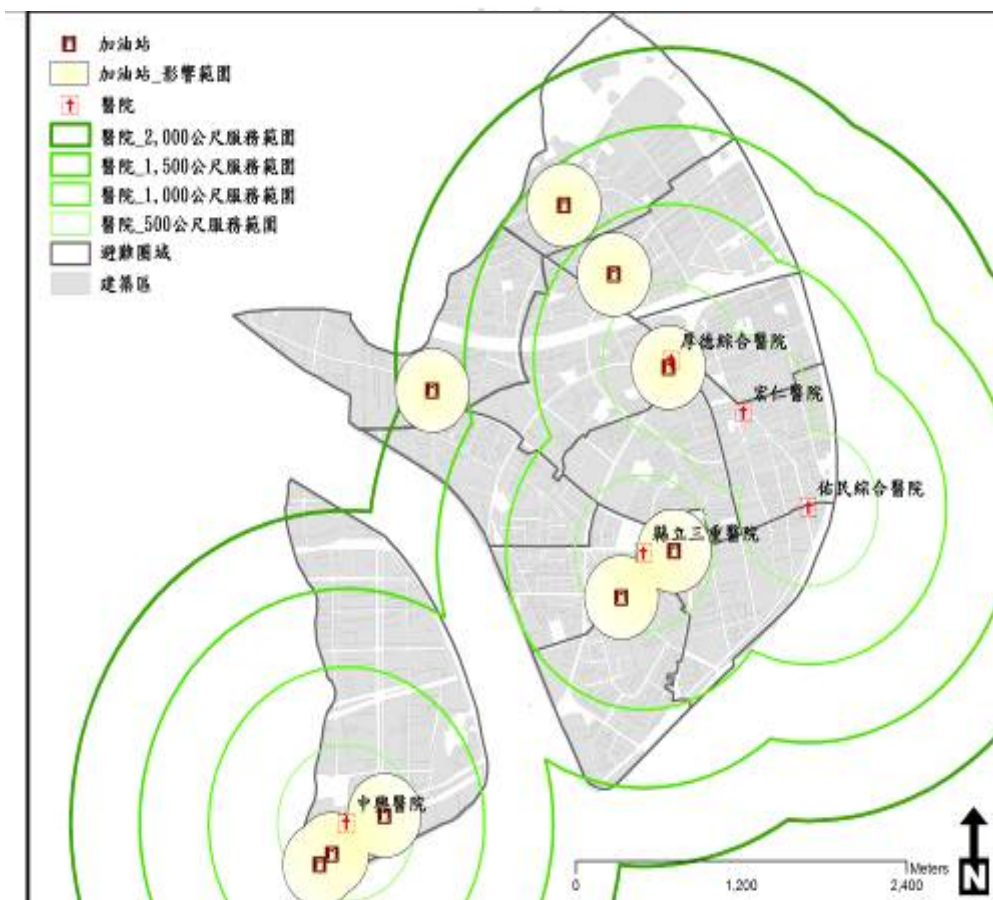 加油站
加油站_影響範圍
醫院
醫院_2,000公尺服務範圍
醫院_1,500公尺服務範圍
醫院_1,000公尺服務範圍
醫院_500公尺服務範圍
避難圈域
建築區
厚德綜合醫院
宏仁醫院
佑民綜合醫院
縣立三重醫院
中興醫院
Meters
0 1,200 2,400
N